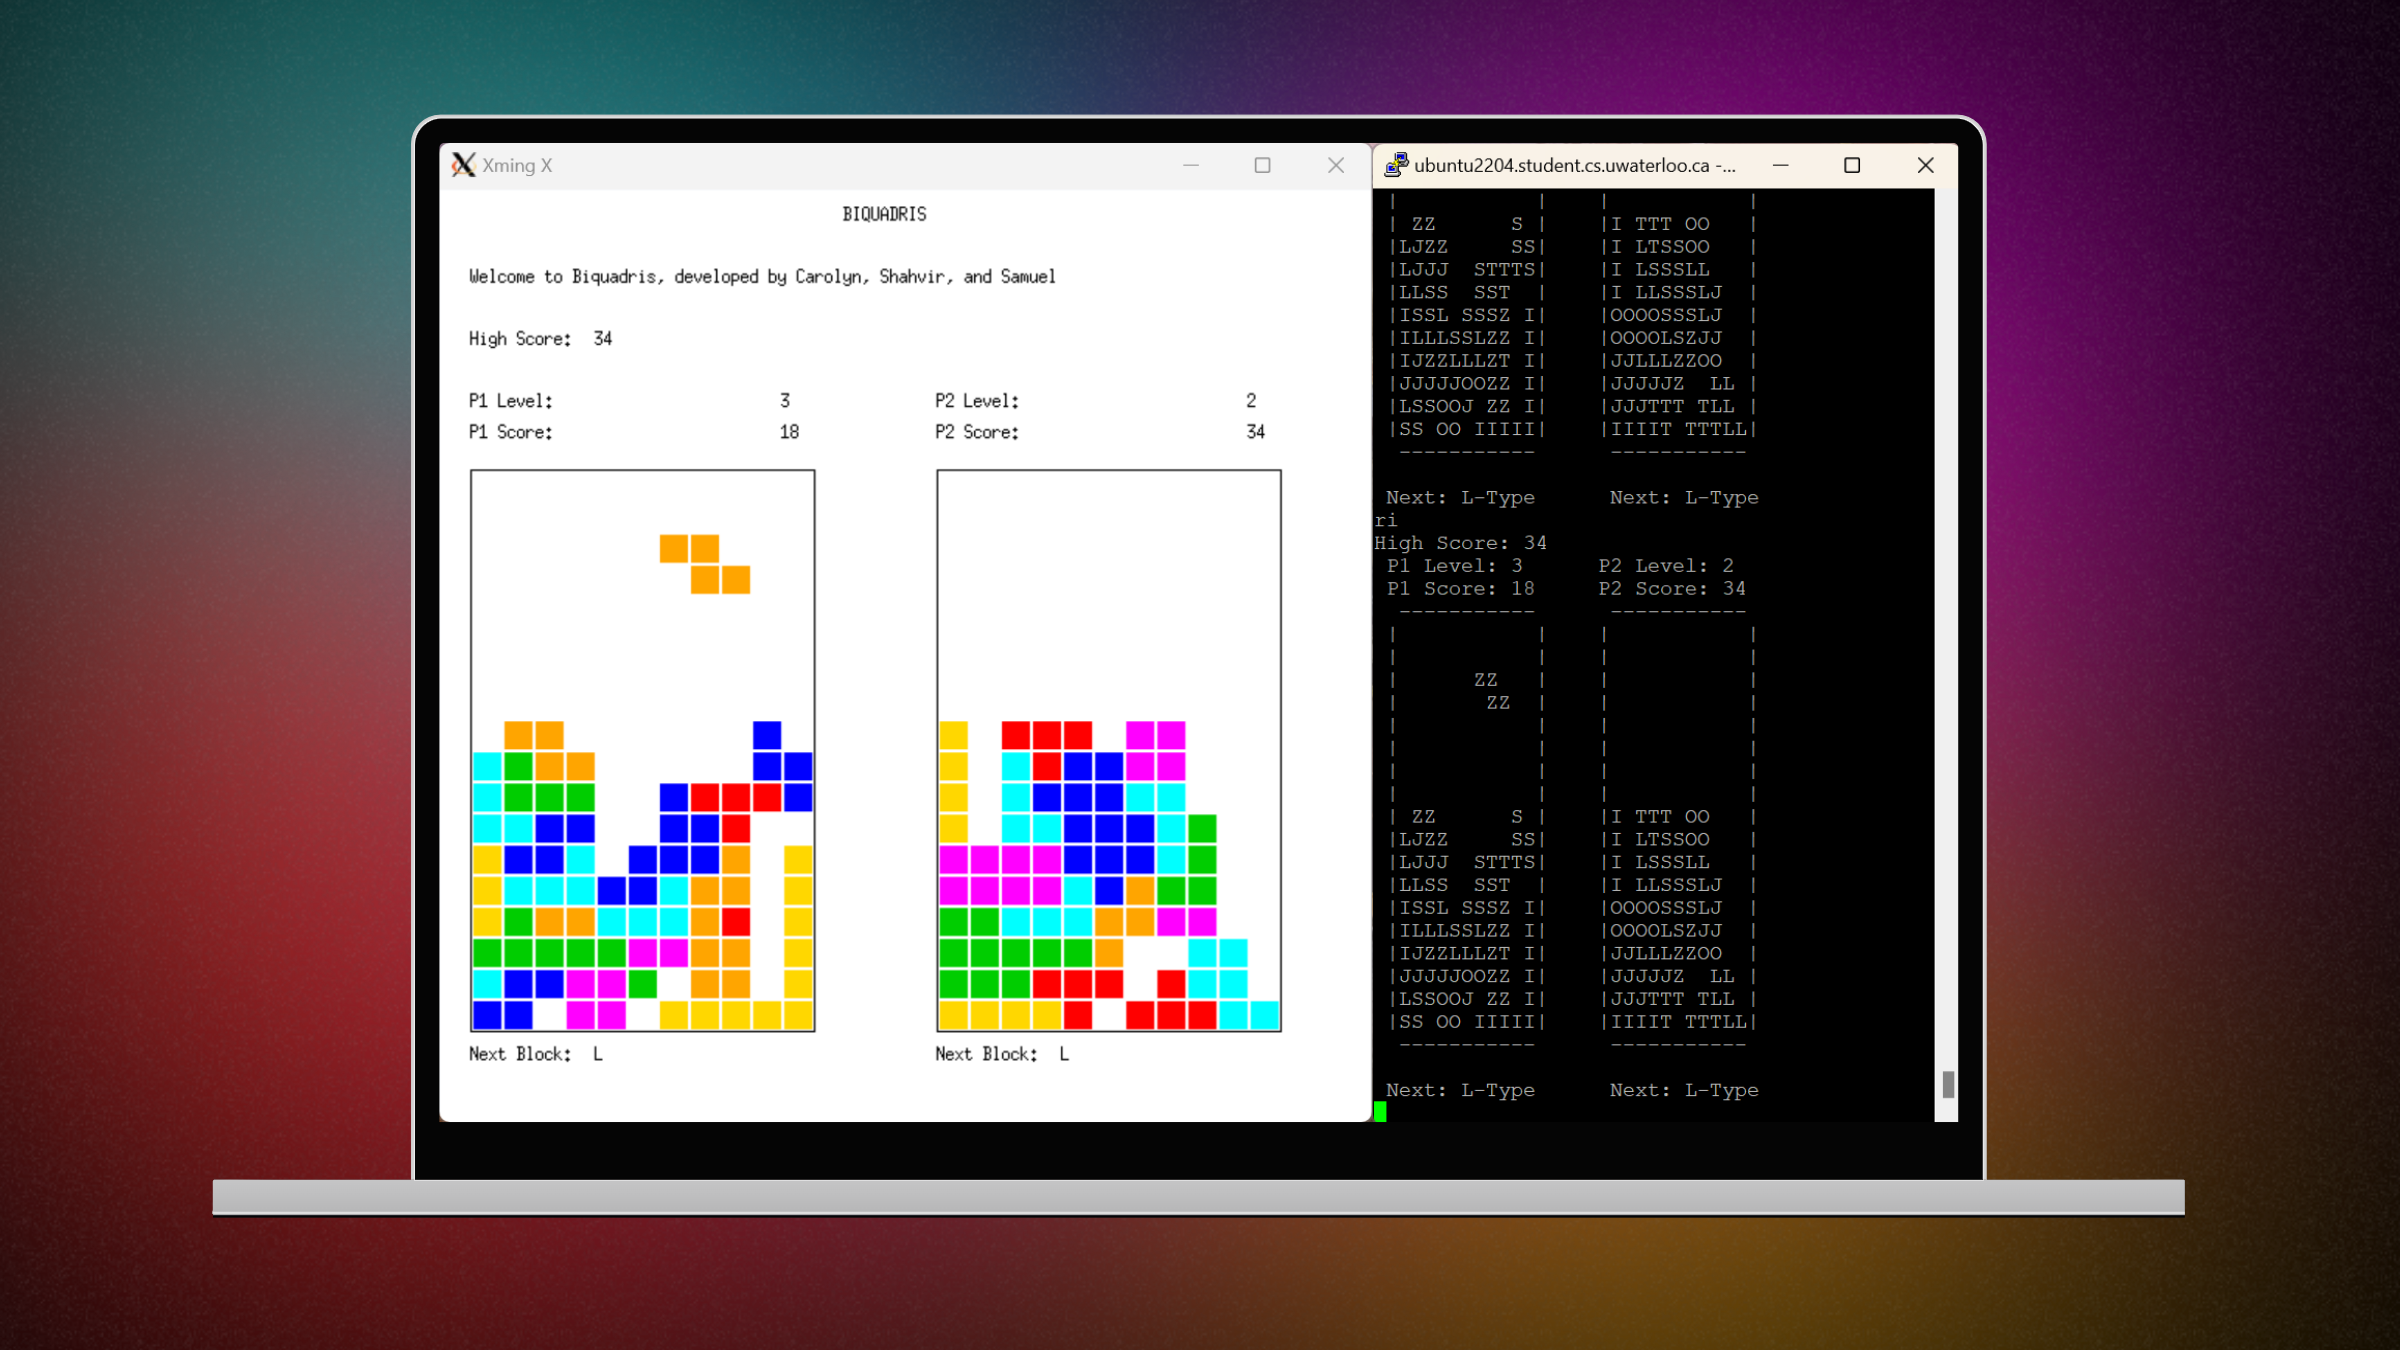 Xming X
BIQUADRIS
Welcome to Biquadris, developed by Carolyn, Shahvir, and Samuel
High Score: 34
P1 Level: 3 P2 Level: 2
P1 Score: 18 P2 Score: 34
Next Block: L Next Block: L
ubuntu2204.student.cs.uwaterloo.ca -...
|           |    |           |
| ZZ      S |    |I TTT OO   |
|LJZZ     SS|    |I LTSSOO   |
|LJJJ  STTTS|    |I LSSSLL   |
|LLSS  SST  |    |I LLSSSLJ  |
|ISSL SSSZ I|    |OOOOSSSLJ  |
|ILLLSSLZZ I|    |OOOOLSZJJ  |
|IJZZLLLZT I|    |JJLLLZZOO  |
|JJJJJOOZZ I|    |JJJJJZ  LL |
|LSSOOJ ZZ I|    |JJJTTT TLL |
|SS OO IIIII|    |IIIIT TTTLL|
 -----------      -----------
Next: L-Type      Next: L-Type
ri
High Score: 34
P1 Level: 3      P2 Level: 2
P1 Score: 18     P2 Score: 34
 -----------      -----------
|           |    |           |
|           |    |           |
|      ZZ   |    |           |
|       ZZ  |    |           |
|           |    |           |
|           |    |           |
|           |    |           |
|           |    |           |
| ZZ      S |    |I TTT OO   |
|LJZZ     SS|    |I LTSSOO   |
|LJJJ  STTTS|    |I LSSSLL   |
|LLSS  SST  |    |I LLSSSLJ  |
|ISSL SSSZ I|    |OOOOSSSLJ  |
|ILLLSSLZZ I|    |OOOOLSZJJ  |
|IJZZLLLZT I|    |JJLLLZZOO  |
|JJJJJOOZZ I|    |JJJJJZ  LL |
|LSSOOJ ZZ I|    |JJJTTT TLL |
|SS OO IIIII|    |IIIIT TTTLL|
 -----------      -----------
Next: L-Type      Next: L-Type